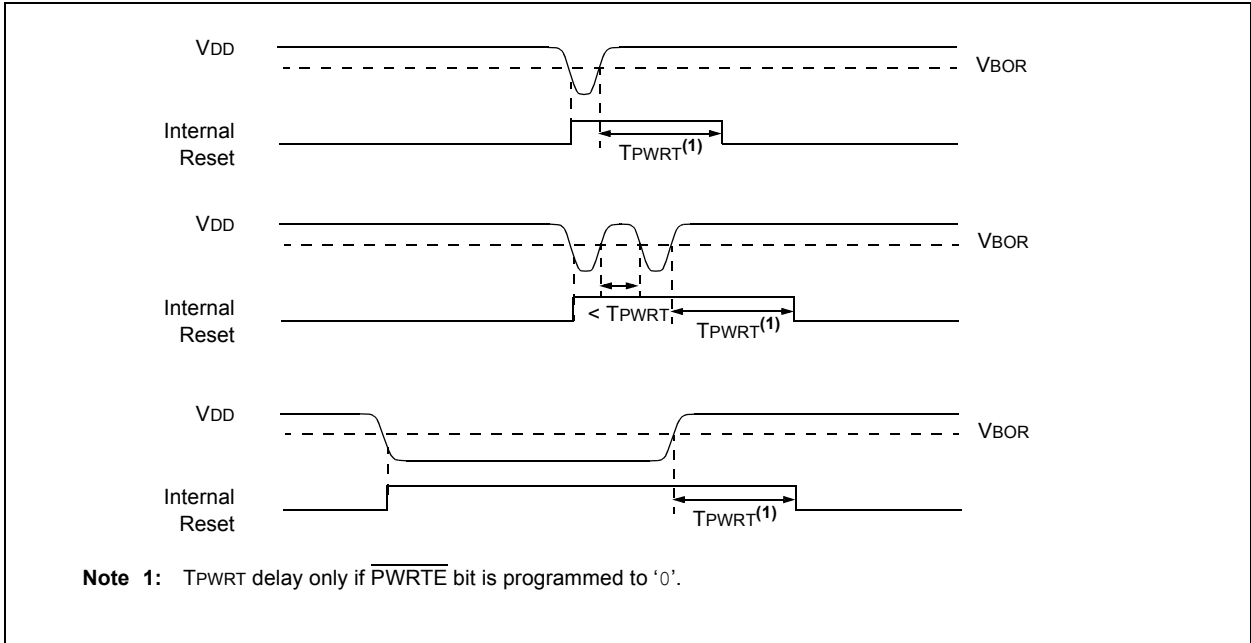 VDD
VBOR
Internal
Reset
TPWRT(1)
VDD
VBOR
Internal
Reset
< TPWRT
TPWRT(1)
VDD
VBOR
Internal
Reset
TPWRT(1)
Note 1: TPWRT delay only if PWRTE bit is programmed to ‘0’.